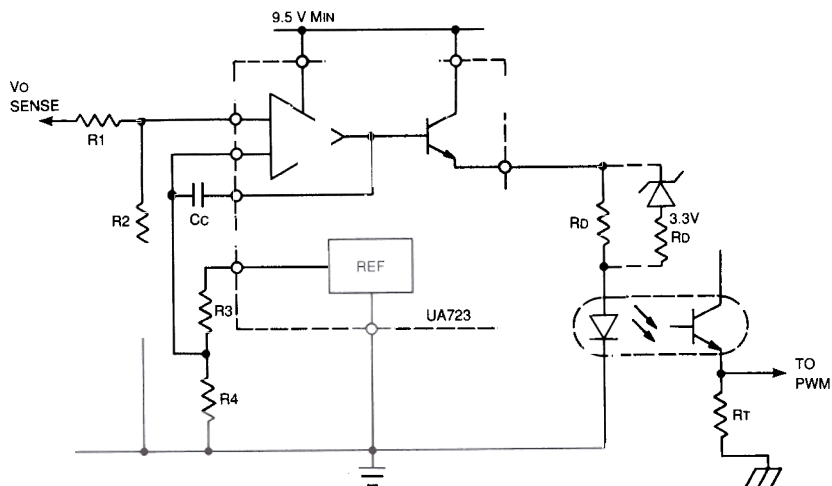 9.5 V MIN
VO
SENSE
R1
R2
CC
REF
R3
UA723
R4
RD
3.3V
RD
TO
PWM
RT